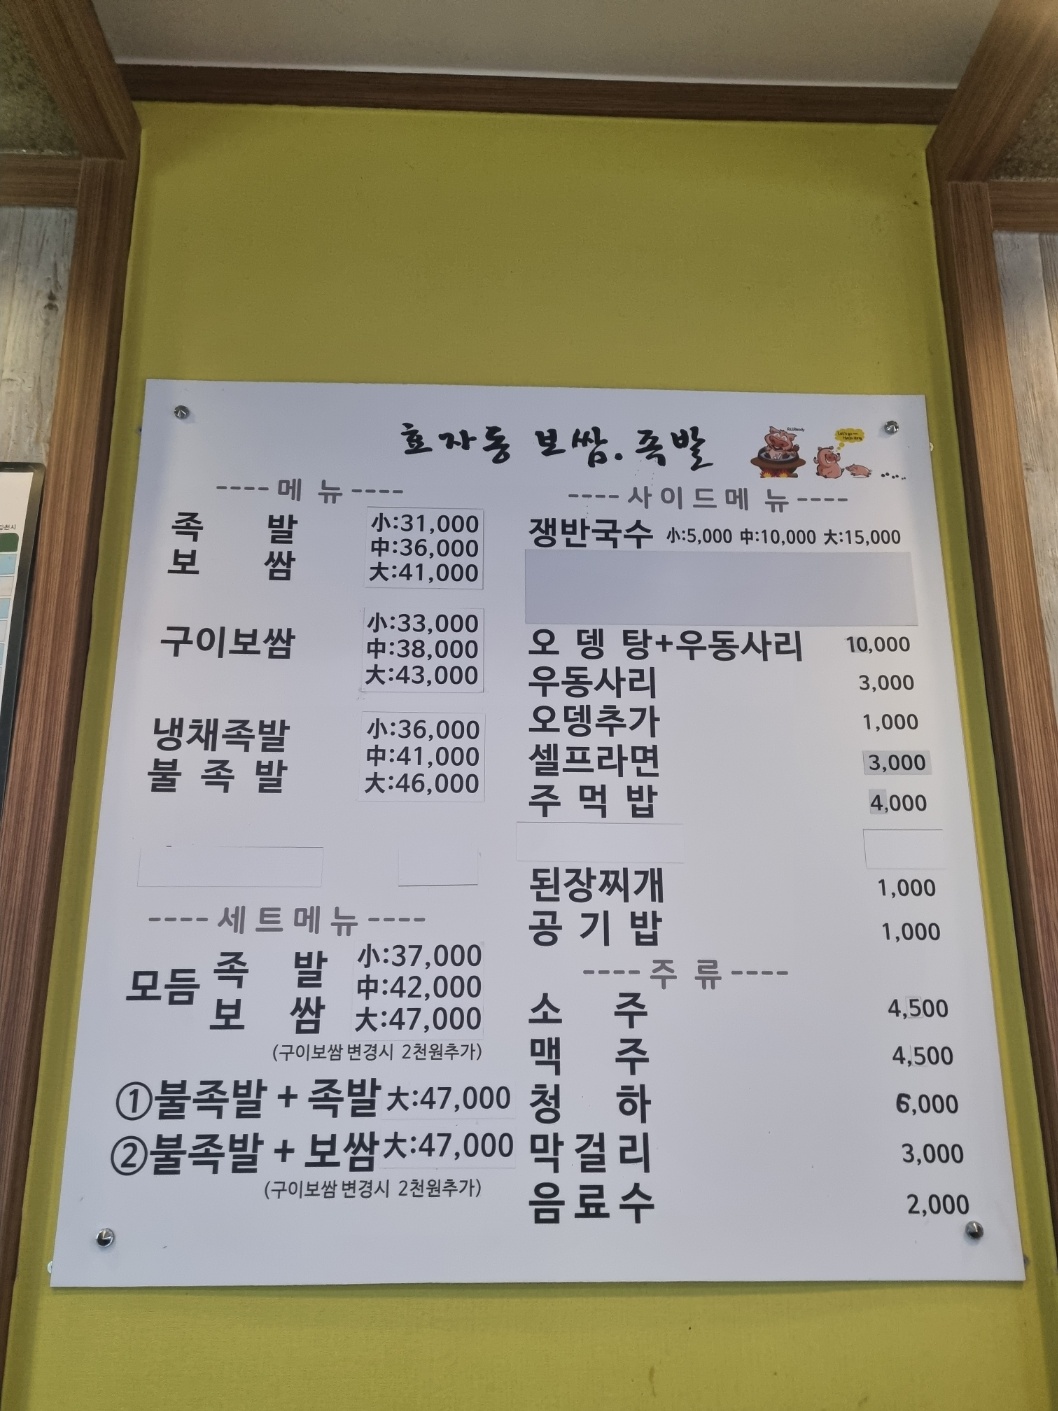 효자동 보쌈.족발
----메 뉴----
족 발
보 쌈
小:31,000
中:36,000
大:41,000
구이보쌈
小:33,000
中:38,000
大:43,000
냉채족발
불 족 발
小:36,000
中:41,000
大:46,000
----세트메뉴----
모듬 족 발
보 쌈
小:37,000
中:42,000
大:47,000
(구이보쌈 변경시 2천원추가)
①불족발 + 족발 大:47,000
②불족발 + 보쌈 大:47,000
(구이보쌈 변경시 2천원추가)
----사이드메 뉴----
쟁반국수 小:5,000 中:10,000 大:15,000
오 뎅 탕+우동사리 10,000
우동사리 3,000
오뎅추가 1,000
셀프라면 3,000
주 먹 밥 4,000
된장찌개 1,000
공 기 밥 1,000
----주 류----
소 주 4,500
맥 주 4,500
청 하 6,000
막걸리 3,000
음료수 2,000